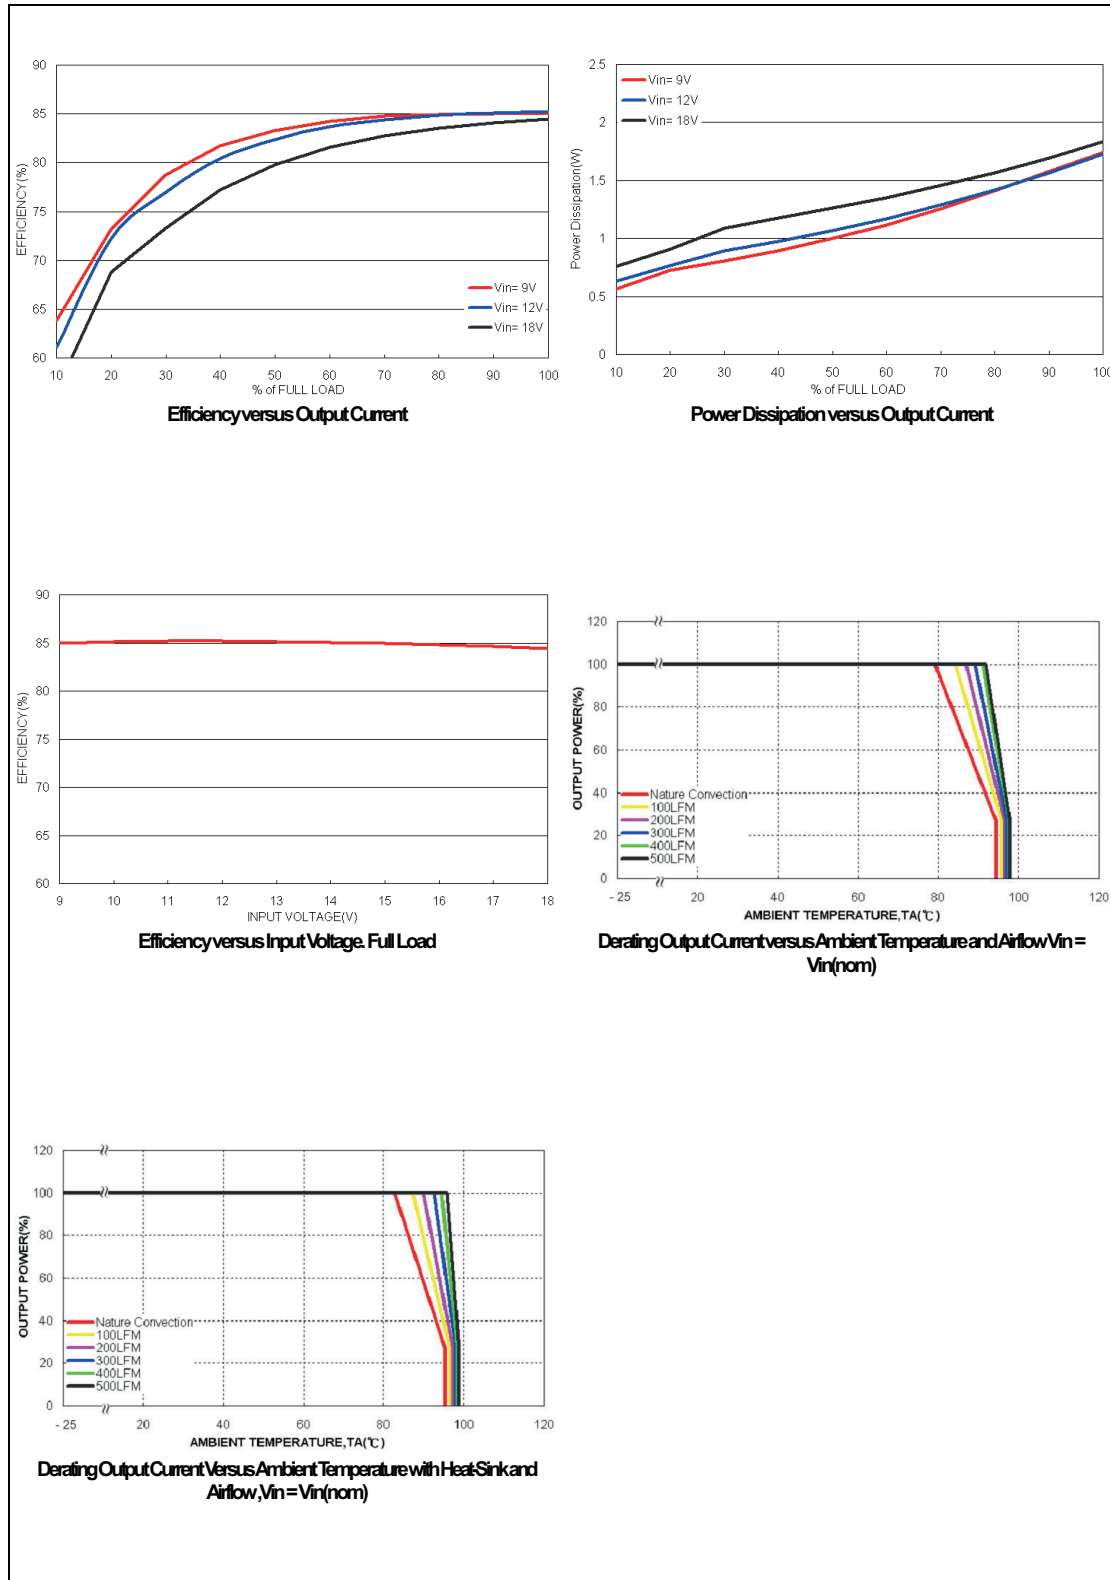 90
85
80
75
70
65
60
EFFICIENCY(%)
Vin= 9V
Vin= 12V
Vin= 18V
10 20 30 40 50 60 70 80 90 100
% of FULL LOAD
Efficiency versus Output Current
2.5
2
1.5
1
0.5
0
Power Dissipation(W)
Vin= 9V
Vin= 12V
Vin= 18V
10 20 30 40 50 60 70 80 90 100
% of FULL LOAD
Power Dissipation versus Output Current
90
85
80
75
70
65
60
EFFICIENCY(%)
9 10 11 12 13 14 15 16 17 18
INPUT VOLTAGE(V)
Efficiency versus Input Voltage. Full Load
120
100
80
60
40
20
0
OUTPUT POWER(%)
Nature Convection
100LFM
200LFM
300LFM
400LFM
500LFM
- 25 20 40 60 80 100 120
AMBIENT TEMPERATURE,TA(℃)
Derating Output Current versus Ambient Temperature and Airflow Vin =
Vin(nom)
120
100
80
60
40
20
0
OUTPUT POWER(%)
Nature Convection
100LFM
200LFM
300LFM
400LFM
500LFM
- 25 20 40 60 80 100 120
AMBIENT TEMPERATURE,TA(℃)
Derating Output Current Versus Ambient Temperature with Heat-Sink and
Airflow ,Vin = Vin(nom)